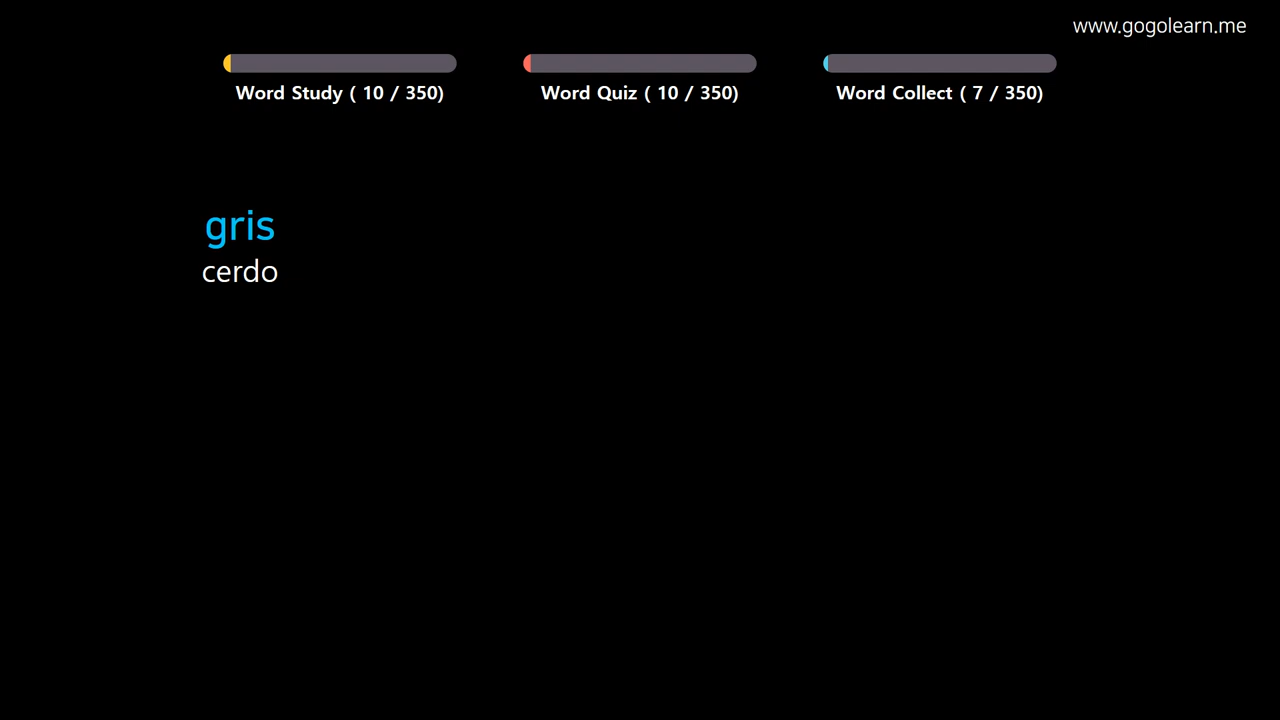 www.gogolearn.me
Word Study ( 10 / 350)
Word Quiz ( 10 / 350)
Word Collect ( 7 / 350)
gris
cerdo